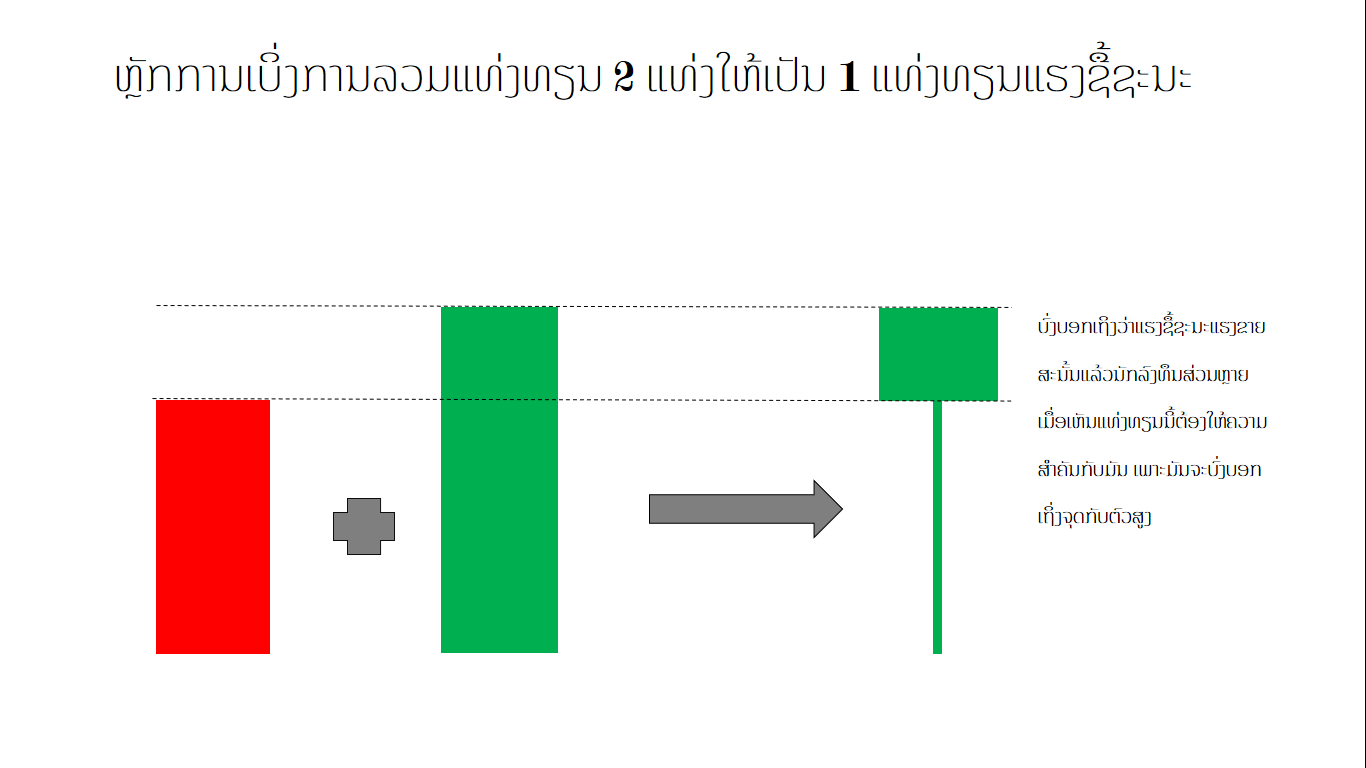 ຫຼັກການເບິ່ງການລວມແທ່ງທຽນ 2 ແທ່ງໃຫ້ເປັນ 1 ແທ່ງທຽນແຮງຊື້ຊະນະ
ບົ່ງບອກເຖິງວ່າແຮງຊື້ຊະນະແຮງຂາຍ
ສະນັ້ນແລ້ວນັກລົງທຶນສ່ວນຫຼາຍ
ເມື່ອເຫັນແທ່ງທຽນນີ້ຕ້ອງໃຫ້ຄວາມ
ສຳຄັນກັບມັນ ເພາະມັນຈະບົ່ງບອກ
ເຖິ່ງຈຸດກັບຕົວສູງ